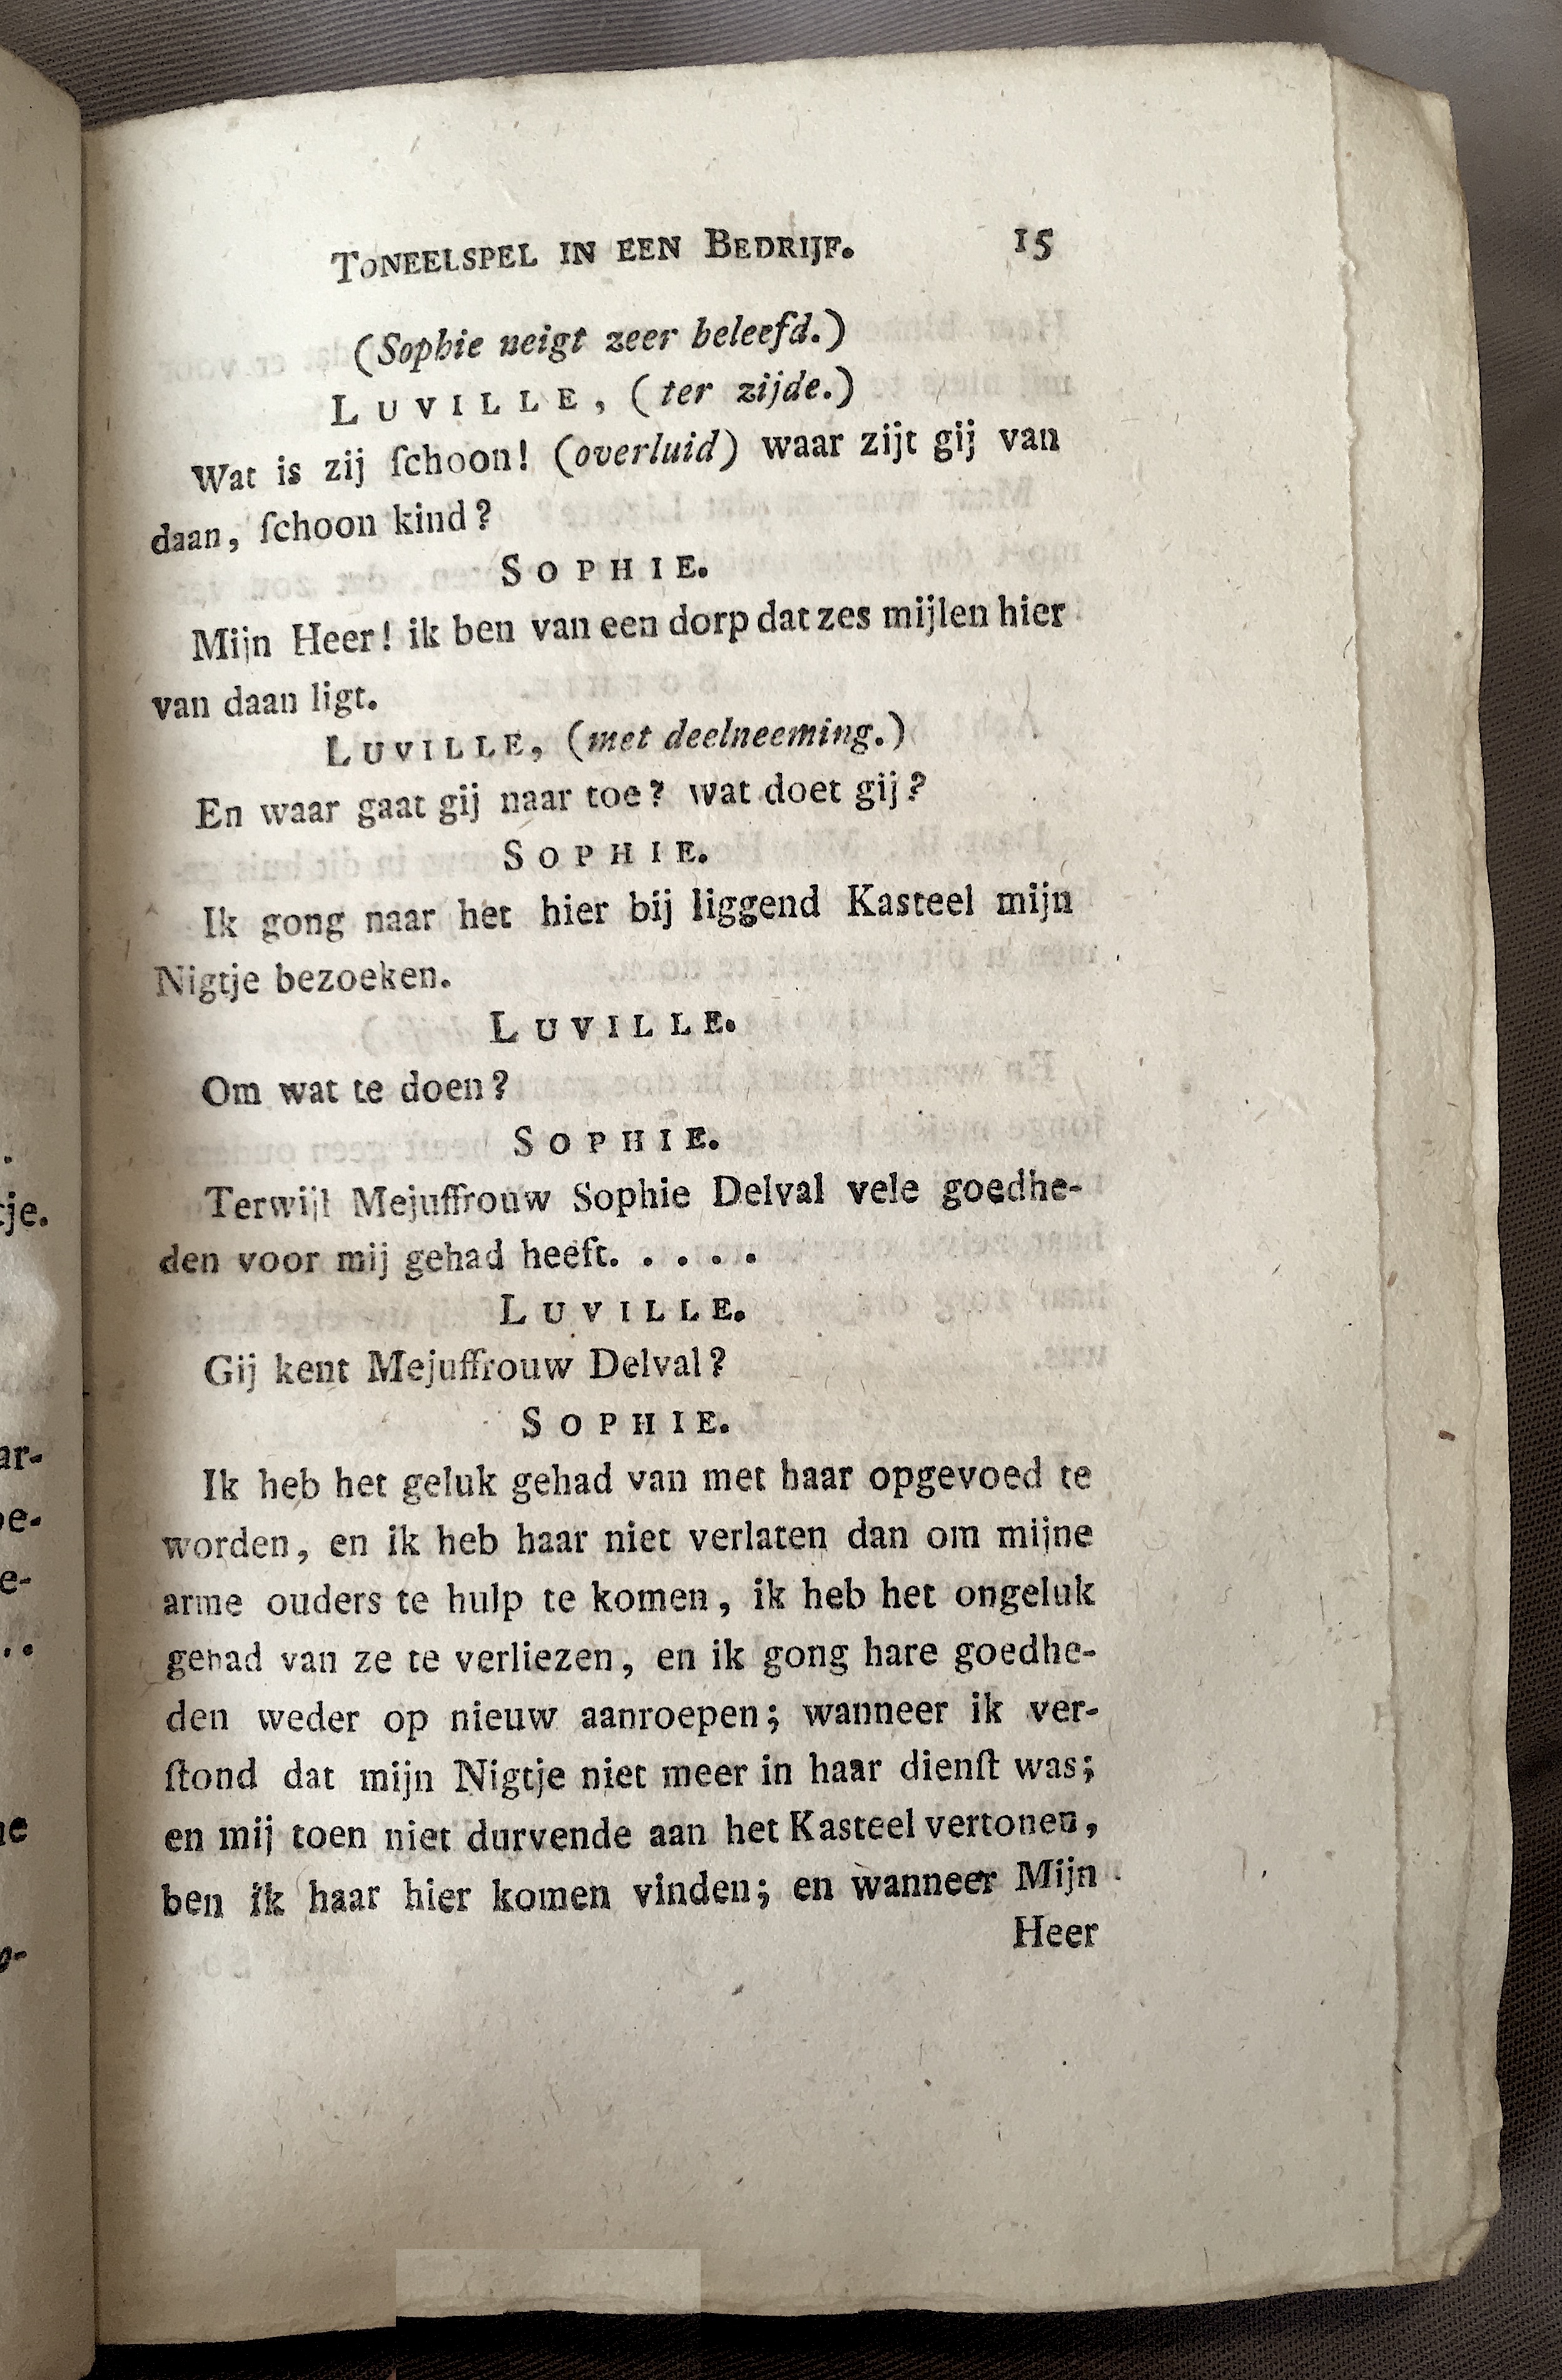 TONEELSPEL IN EEN BEDRIJF. 15
(Sophie neigt zeer beleefd.)
LUVILLE, (ter zijde.)
Wat is zij ſchoon! (overluid) waar zijt gij van
daan, ſchoon kind?
SOPHIE.
Mijn Heer! ik ben van een dorp dat zes mijlen hier
van daan ligt.
LUVILLE, (met deelneeming.)
En waar gaat gij naar toe? wat doet gij?
SOPHIE.
Ik gong naar het hier bij liggend Kasteel mijn
Nigtje bezoeken.
LUVILLE.
Om wat te doen?
SOPHIE.
Terwijl Mejuffrouw Sophie Delval vele goedhe-
den voor mij gehad heeft. . . . .
LUVILLE.
Gij kent Mejuffrouw Delval?
SOPHIE.
Ik heb het geluk gehad van met haar opgevoed te
worden, en ik heb haar niet verlaten dan om mijne
arme ouders te hulp te komen, ik heb het ongeluk
gehad van ze te verliezen, en ik gong hare goedhe-
den weder op nieuw aanroepen; wanneer ik ver-
ſtond dat mijn Nigtje niet meer in haar dienſt was;
en mij toen niet durvende aan het Kasteel vertonen,
ben ik haar hier komen vinden; en wanneer Mijn
Heer